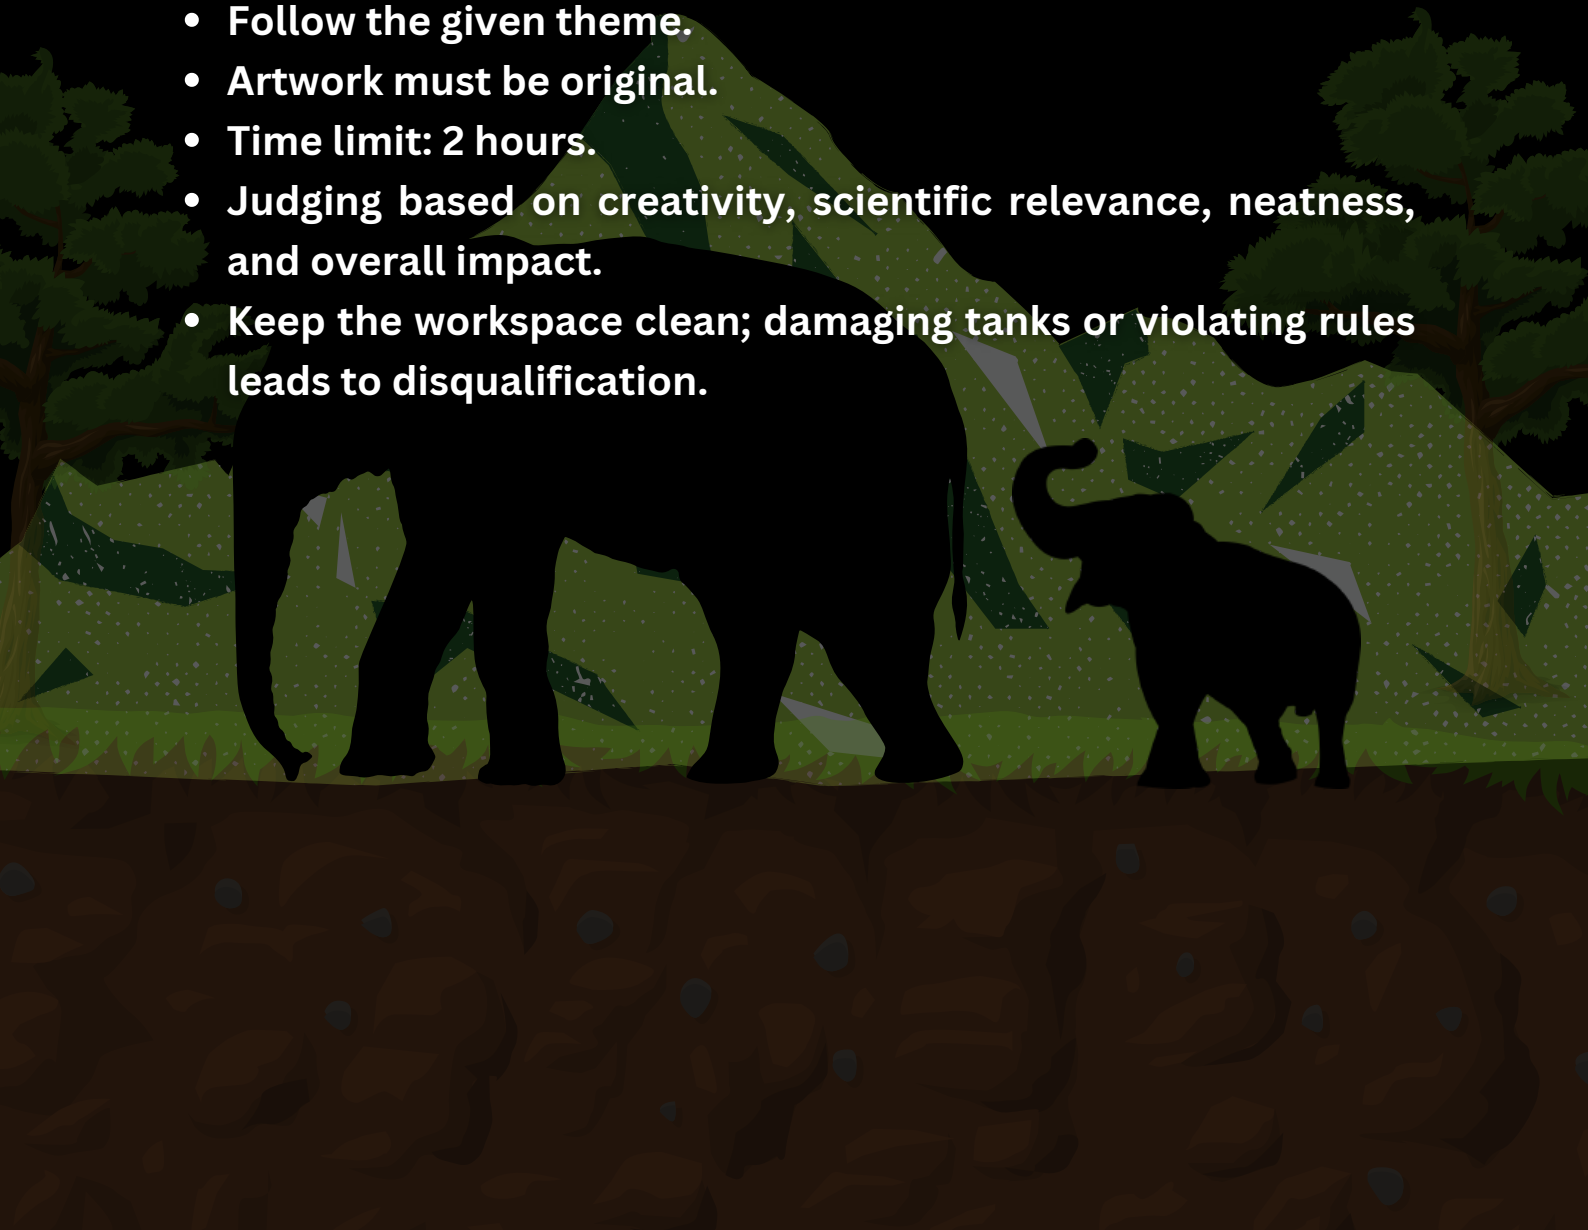 • Follow the given theme.
• Artwork must be original.
• Time limit: 2 hours.
• Judging based on creativity, scientific relevance, neatness,
and overall impact.
• Keep the workspace clean; damaging tanks or violating rules
leads to disqualification.